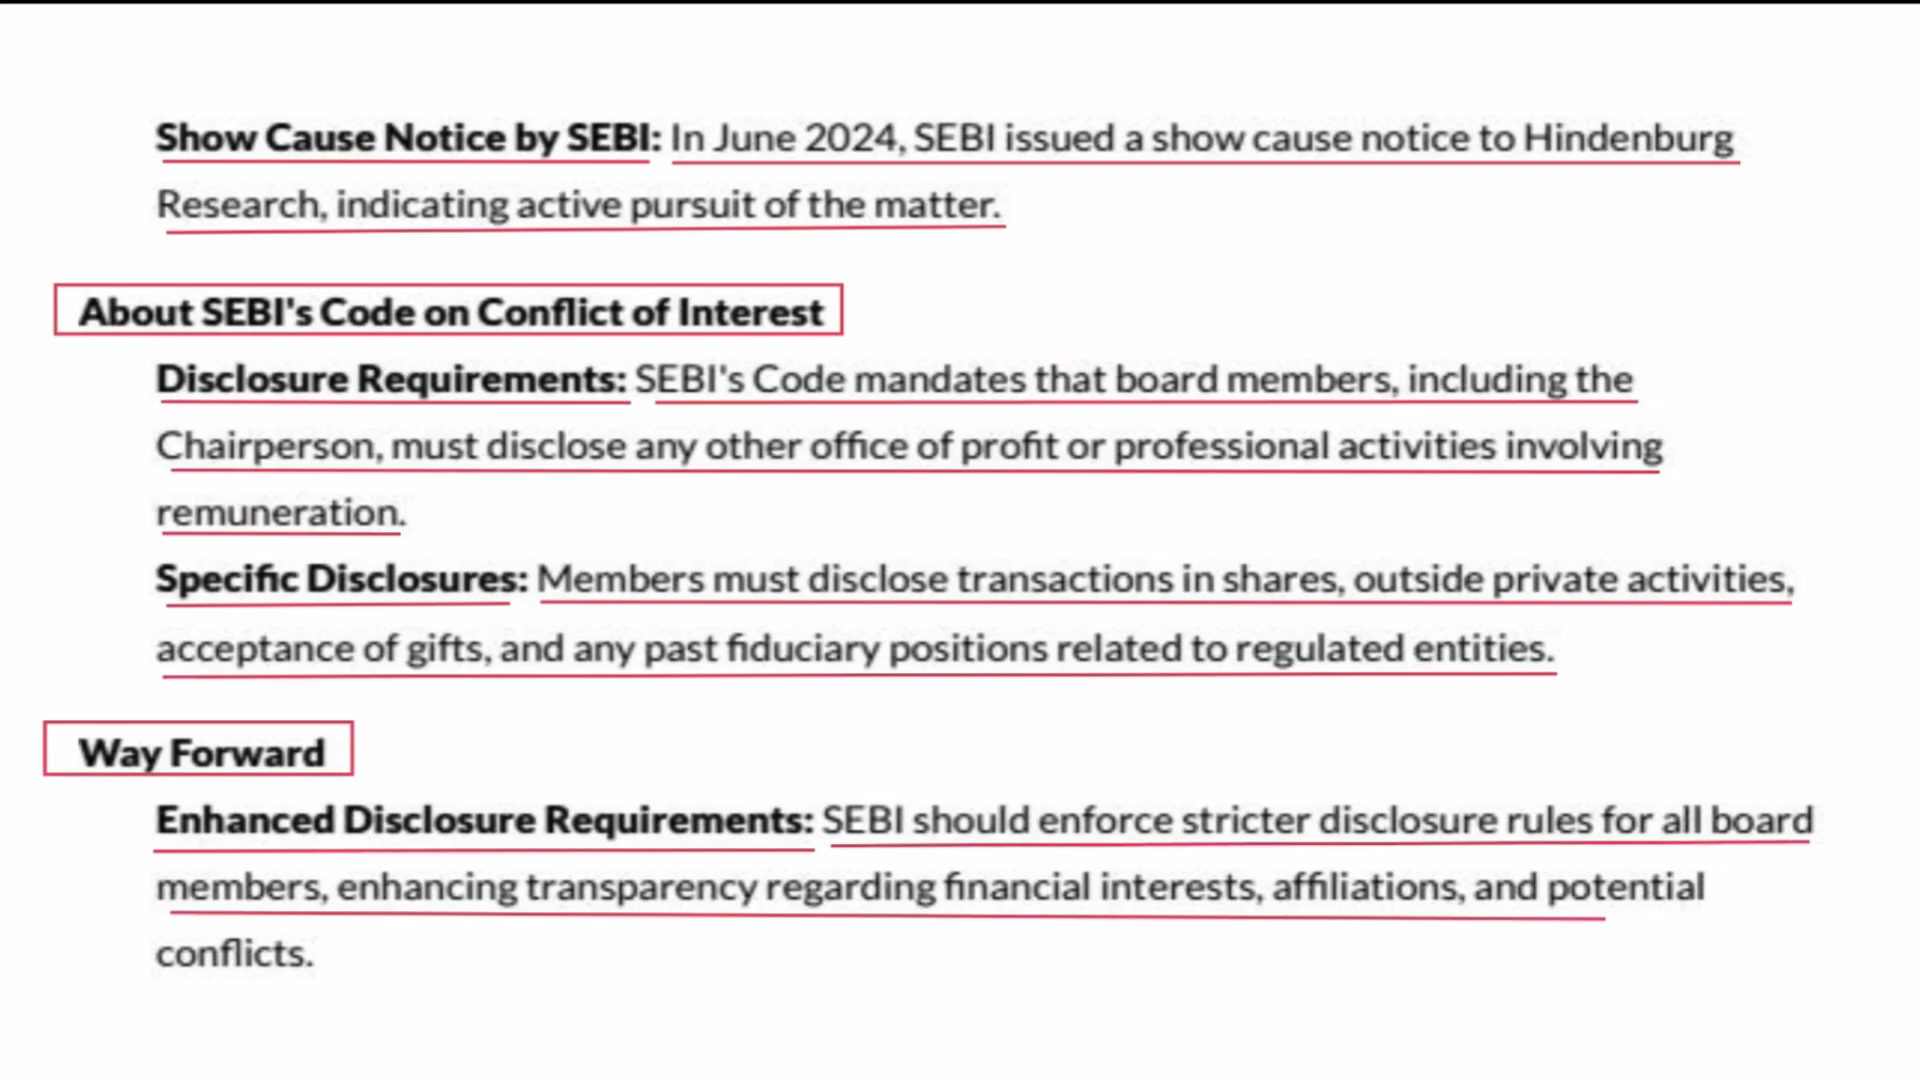 Show Cause Notice by SEBI: In June 2024, SEBI issued a show cause notice to Hindenburg
Research, indicating active pursuit of the matter.
About SEBI's Code on Conflict of Interest
Disclosure Requirements: SEBI's Code mandates that board members, including the
Chairperson, must disclose any other office of profit or professional activities involving
remuneration.
Specific Disclosures: Members must disclose transactions in shares, outside private activities,
acceptance of gifts, and any past fiduciary positions related to regulated entities.
Way Forward
Enhanced Disclosure Requirements: SEBI should enforce stricter disclosure rules for all board
members, enhancing transparency regarding financial interests, affiliations, and potential
conflicts.